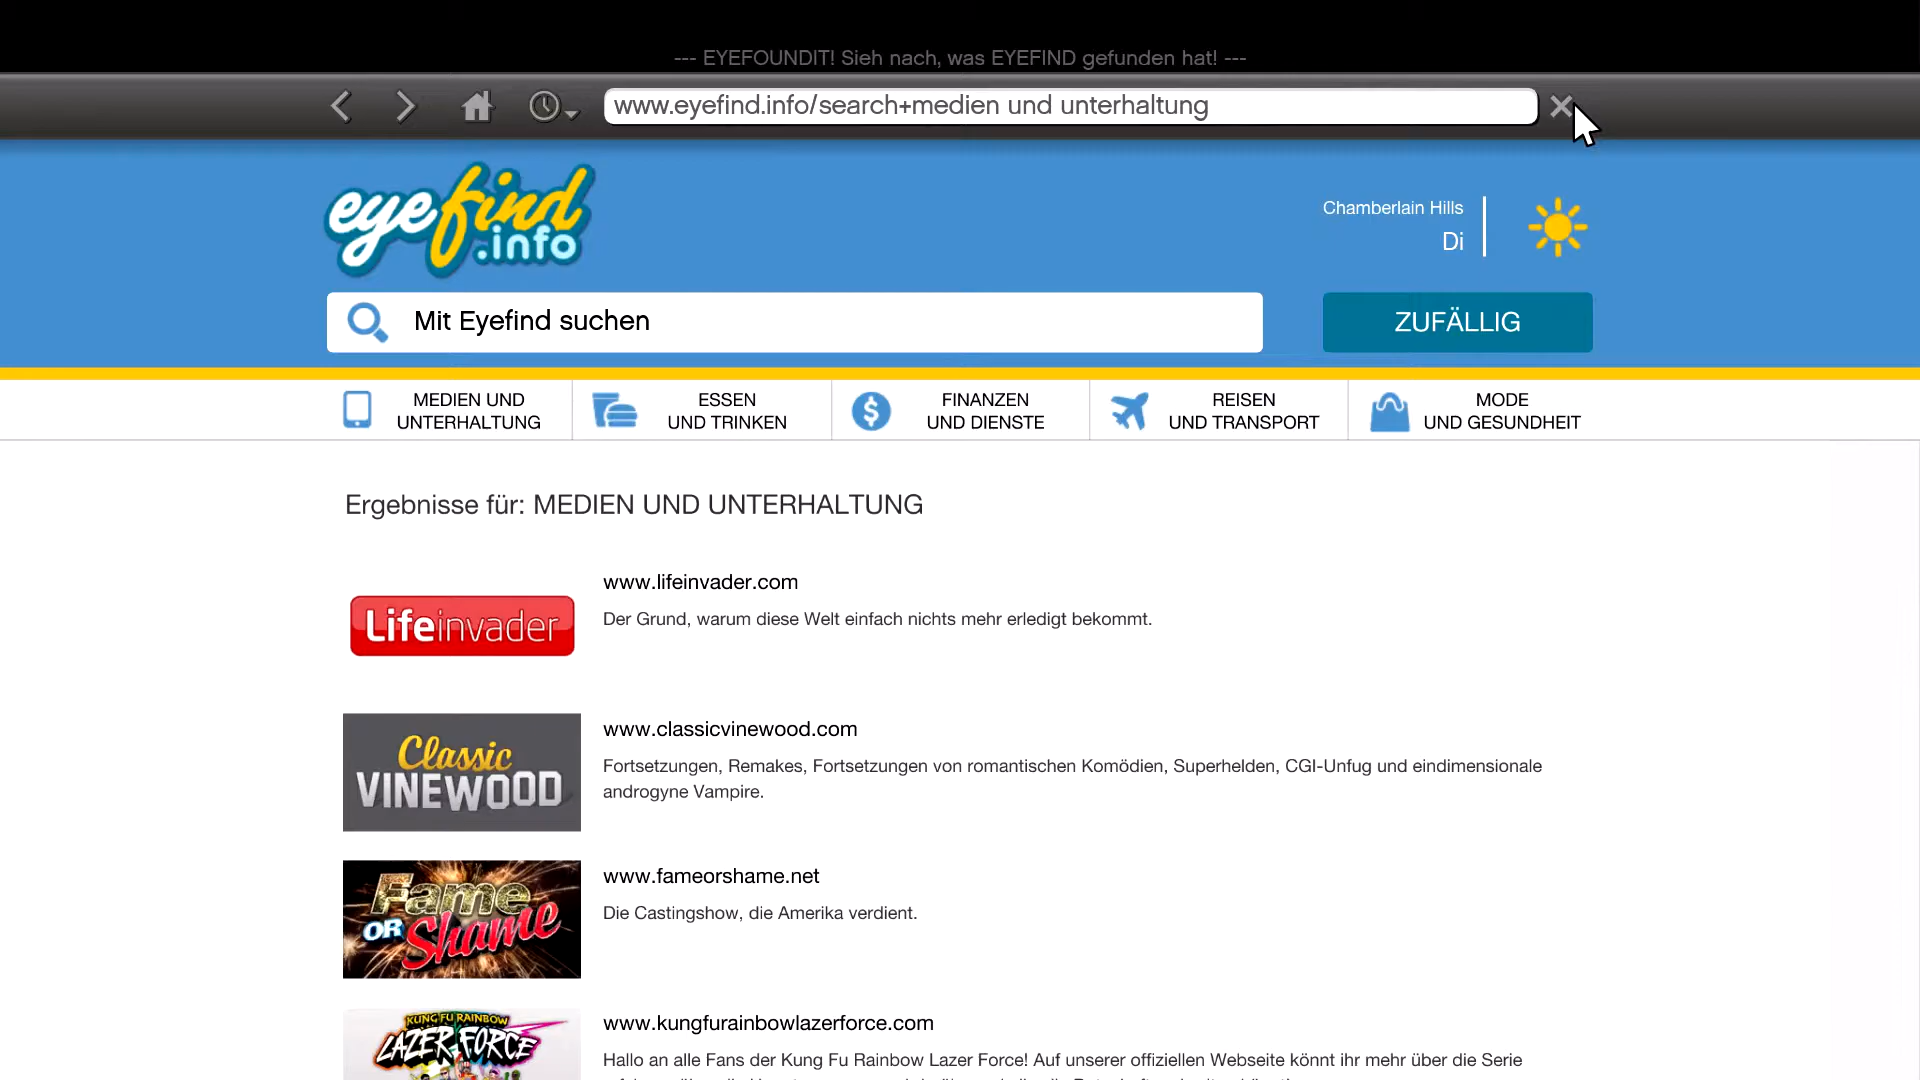 --- EYEFOUNDIT! Sieh nach, was EYEFIND gefunden hat! ---
www.eyefind.info/search+medien und unterhaltung
eyefind
.info
Chamberlain Hills
Di
Mit Eyefind suchen
ZUFÄLLIG
MEDIEN UND
UNTERHALTUNG
ESSEN
UND TRINKEN
FINANZEN
UND DIENSTE
REISEN
UND TRANSPORT
MODE
UND GESUNDHEIT
Ergebnisse für: MEDIEN UND UNTERHALTUNG
Lifeinvader
www.lifeinvader.com
Der Grund, warum diese Welt einfach nichts mehr erledigt bekommt.
Classic
VINEWOOD
www.classicvinewood.com
Fortsetzungen, Remakes, Fortsetzungen von romantischen Komödien, Superhelden, CGI-Unfug und eindimensionale
androgyne Vampire.
Fame
OR Shame
www.fameorshame.net
Die Castingshow, die Amerika verdient.
KUNG FU RAINBOW
LAZER FORCE
www.kungfurainbowlazerforce.com
Hallo an alle Fans der Kung Fu Rainbow Lazer Force! Auf unserer offiziellen Webseite könnt ihr mehr über die Serie